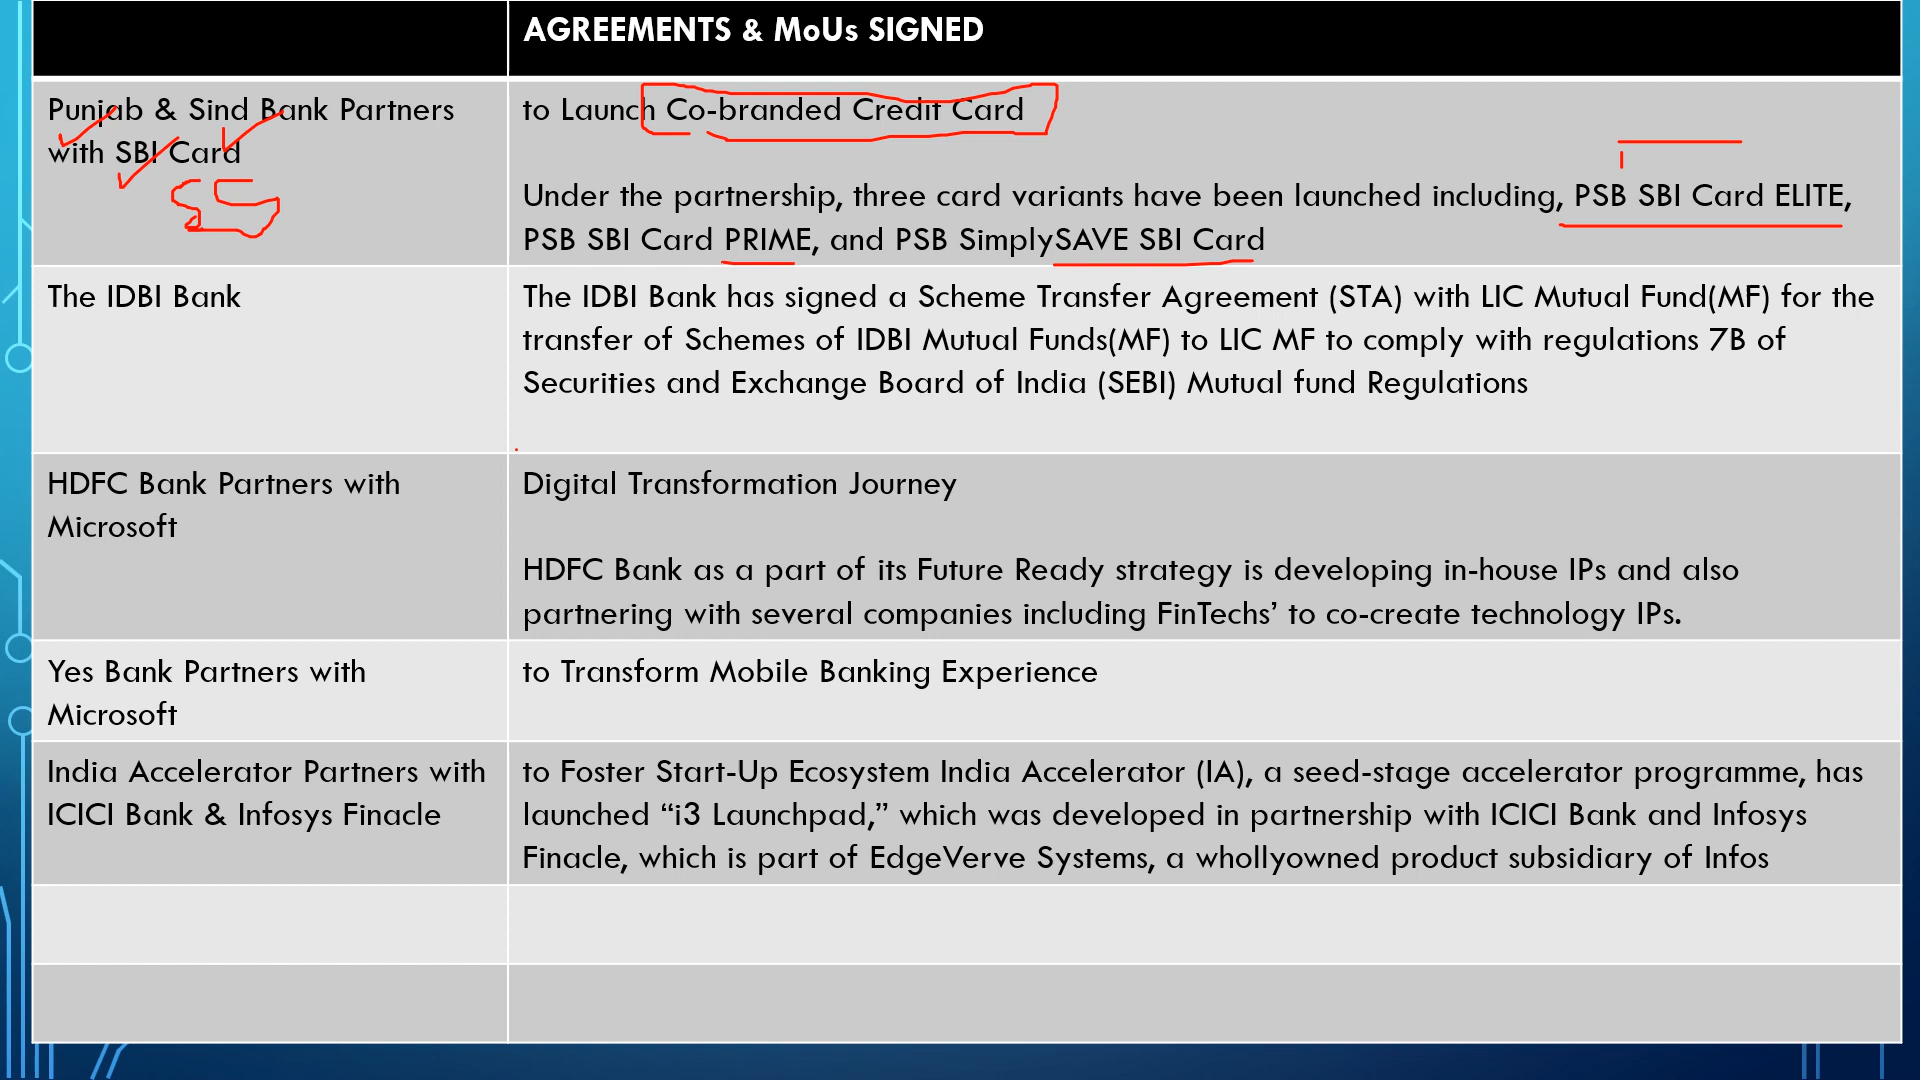 AGREEMENTS & MoUs SIGNED
Punjab & Sind Bank Partners
with SBI Card
to Launch Co-branded Credit Card
Under the partnership, three card variants have been launched including, PSB SBI Card ELITE,
PSB SBI Card PRIME, and PSB SimplySAVE SBI Card
The IDBI Bank
The IDBI Bank has signed a Scheme Transfer Agreement (STA) with LIC Mutual Fund(MF) for the
transfer of Schemes of IDBI Mutual Funds(MF) to LIC MF to comply with regulations 7B of
Securities and Exchange Board of India (SEBI) Mutual fund Regulations
HDFC Bank Partners with
Microsoft
Digital Transformation Journey
HDFC Bank as a part of its Future Ready strategy is developing in-house IPs and also
partnering with several companies including FinTechs’ to co-create technology IPs.
Yes Bank Partners with
Microsoft
to Transform Mobile Banking Experience
India Accelerator Partners with
ICICI Bank & Infosys Finacle
to Foster Start-Up Ecosystem India Accelerator (IA), a seed-stage accelerator programme, has
launched “i3 Launchpad,” which was developed in partnership with ICICI Bank and Infosys
Finacle, which is part of EdgeVerve Systems, a whollyowned product subsidiary of Infos